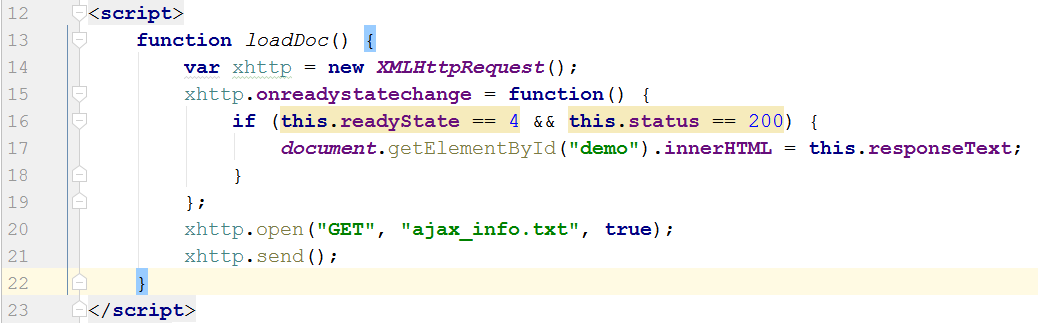 12 <script>
13     function loadDoc() {
14         var xhttp = new XMLHttpRequest();
15         xhttp.onreadystatechange = function() {
16             if (this.readyState == 4 && this.status == 200) {
17                 document.getElementById("demo").innerHTML = this.responseText;
18             }
19         };
20         xhttp.open("GET", "ajax_info.txt", true);
21         xhttp.send();
22     }
23 </script>